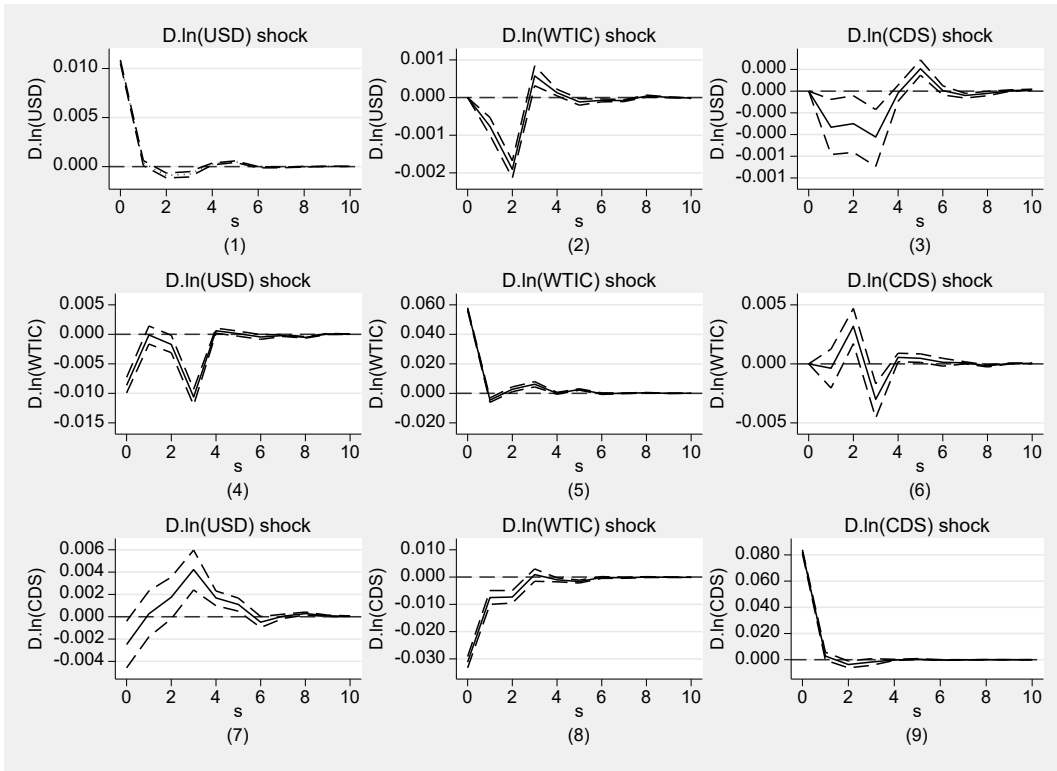 D.ln(USD) shock
D.ln(USD)
0.010
0.005
0.000
0 2 4 6 8 10
s
(1)
D.ln(WTIC) shock
D.ln(USD)
0.001
0.000
-0.001
-0.002
0 2 4 6 8 10
s
(2)
D.ln(CDS) shock
D.ln(USD)
0.000
0.000
-0.000
-0.000
-0.001
-0.001
0 2 4 6 8 10
s
(3)
D.ln(USD) shock
D.ln(WTIC)
0.005
0.000
-0.005
-0.010
-0.015
0 2 4 6 8 10
s
(4)
D.ln(WTIC) shock
D.ln(WTIC)
0.060
0.040
0.020
0.000
-0.020
0 2 4 6 8 10
s
(5)
D.ln(CDS) shock
D.ln(WTIC)
0.005
0.000
-0.005
0 2 4 6 8 10
s
(6)
D.ln(USD) shock
D.ln(CDS)
0.006
0.004
0.002
0.000
-0.002
-0.004
0 2 4 6 8 10
s
(7)
D.ln(WTIC) shock
D.ln(CDS)
0.010
0.000
-0.010
-0.020
-0.030
0 2 4 6 8 10
s
(8)
D.ln(CDS) shock
D.ln(CDS)
0.080
0.060
0.040
0.020
0.000
0 2 4 6 8 10
s
(9)